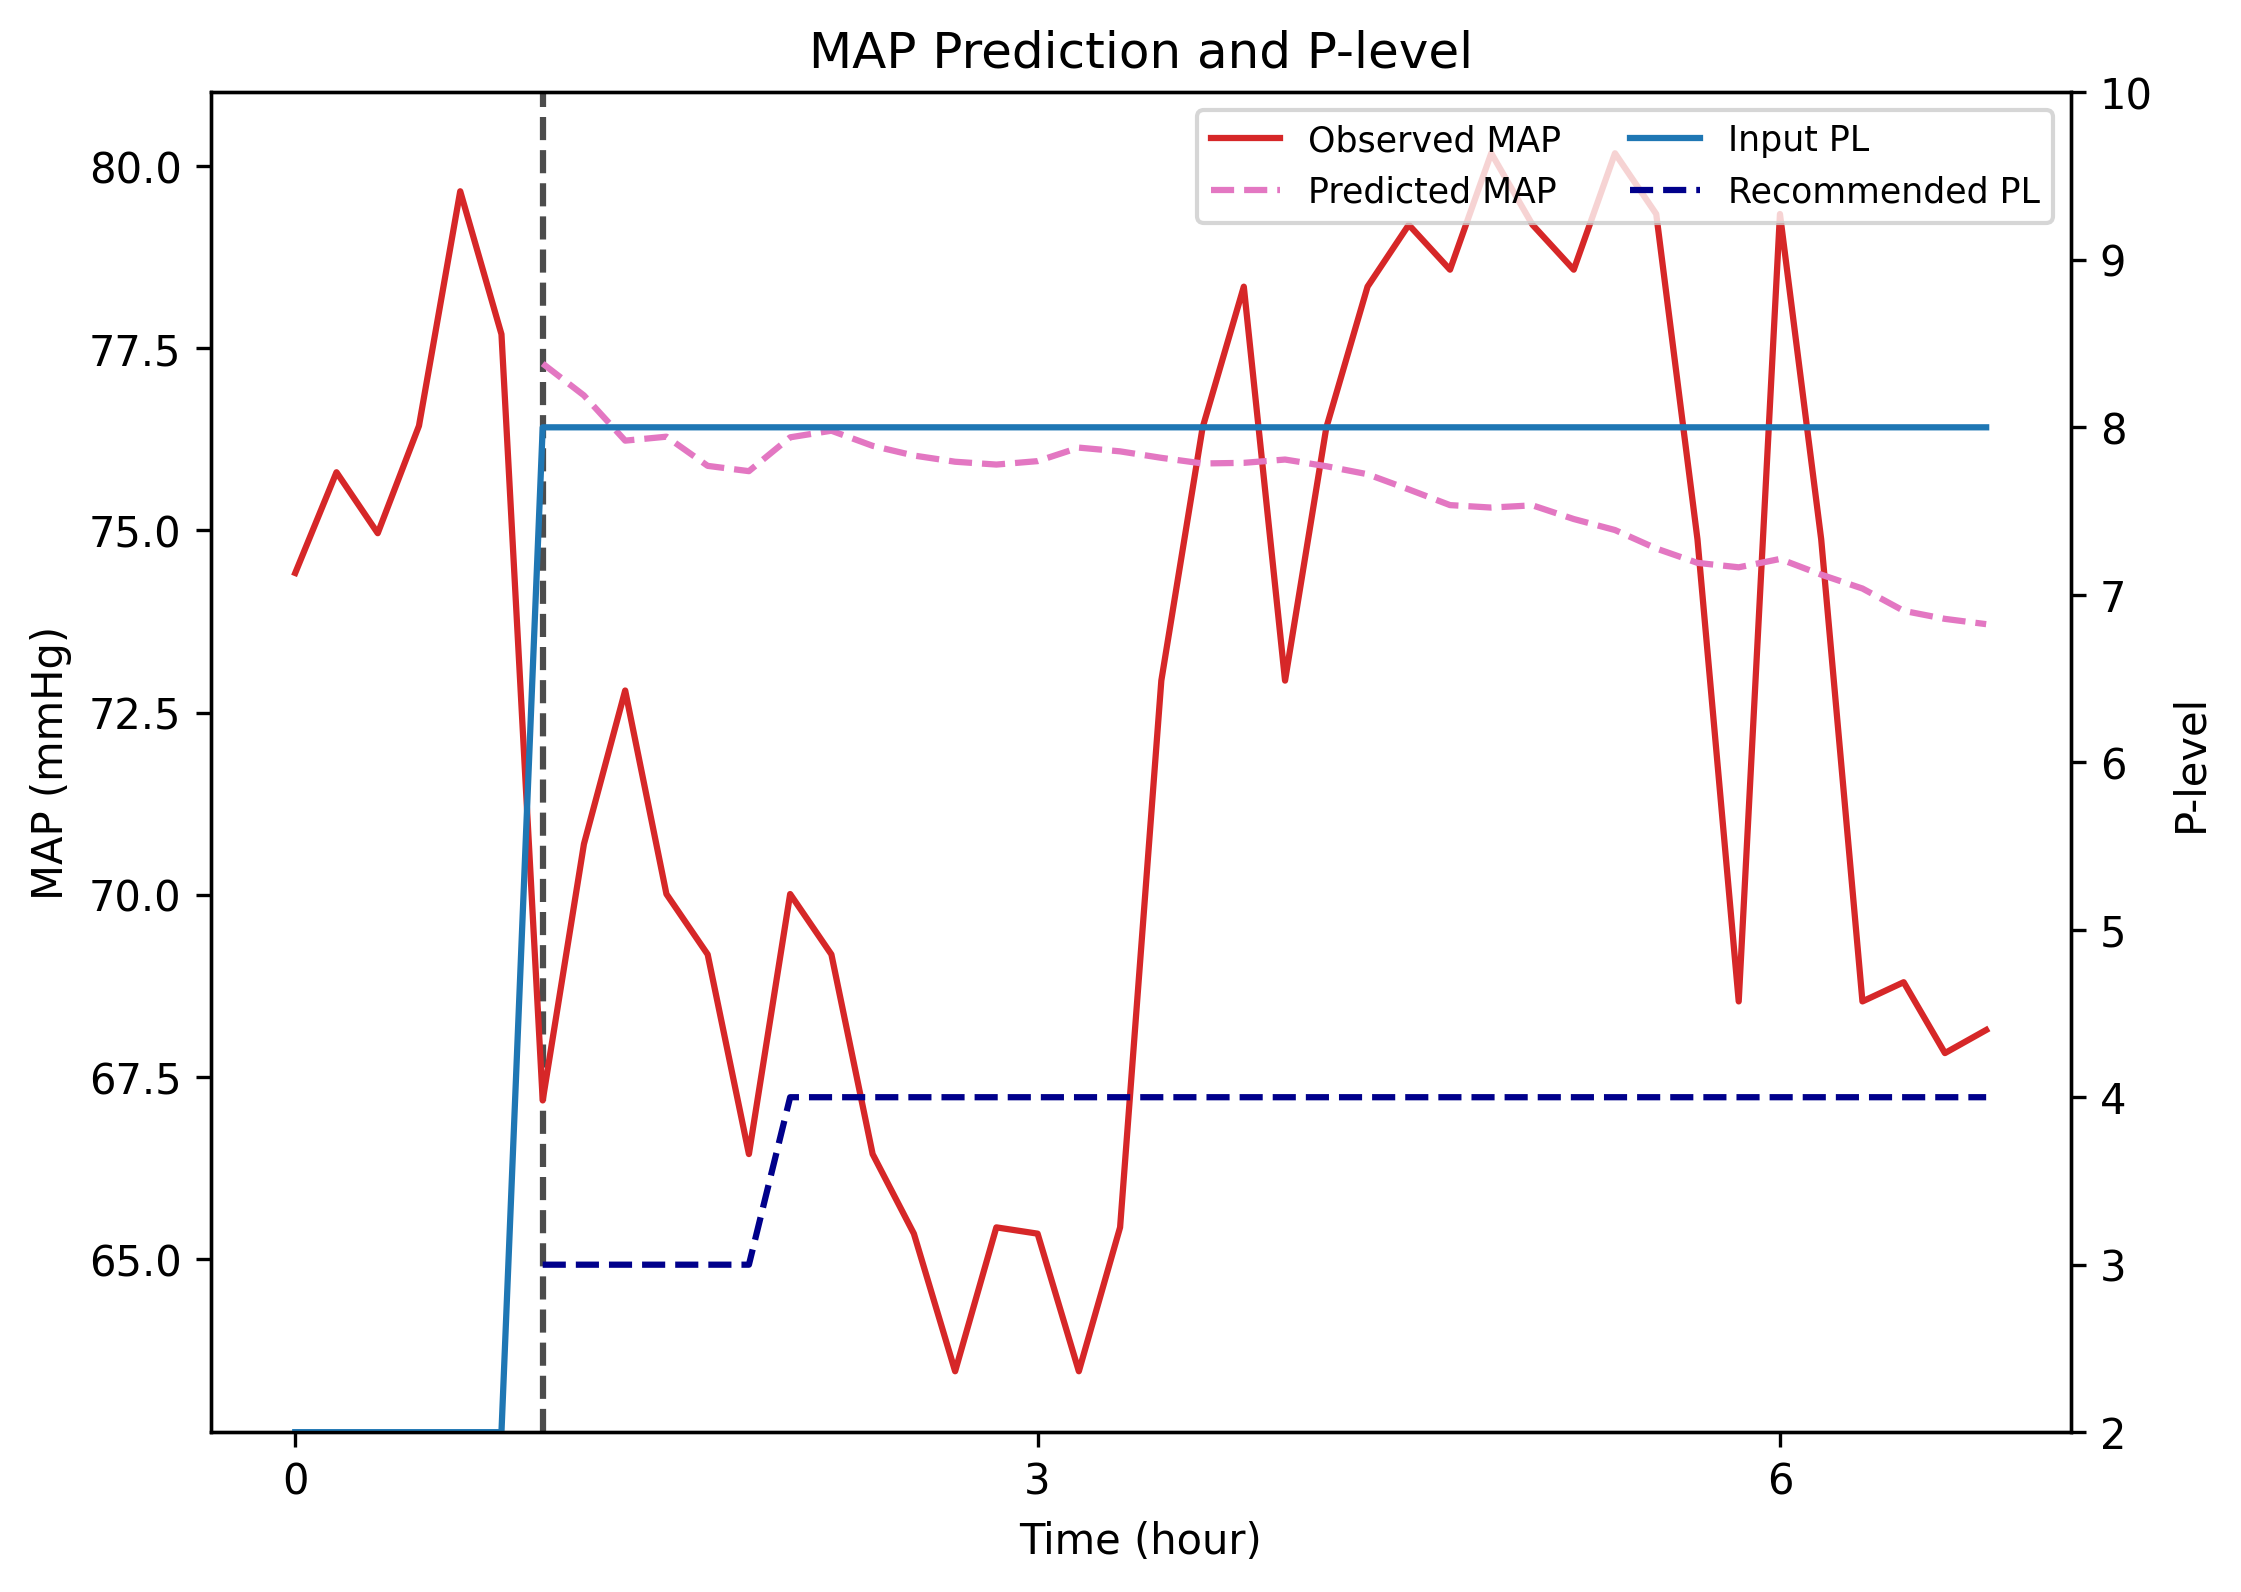 MAP Prediction and P-level
Observed MAP
Predicted MAP
Input PL
Recommended PL
MAP (mmHg)
80.0
77.5
75.0
72.5
70.0
67.5
65.0
P-level
10
9
8
7
6
5
4
3
2
0
3
6
Time (hour)